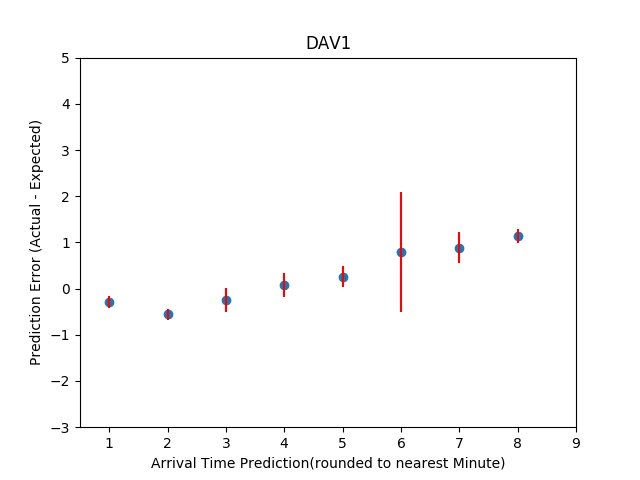 DAV1
Prediction Error (Actual - Expected)
5
4
3
2
1
0
−1
−2
−3
1 2 3 4 5 6 7 8 9
Arrival Time Prediction(rounded to nearest Minute)